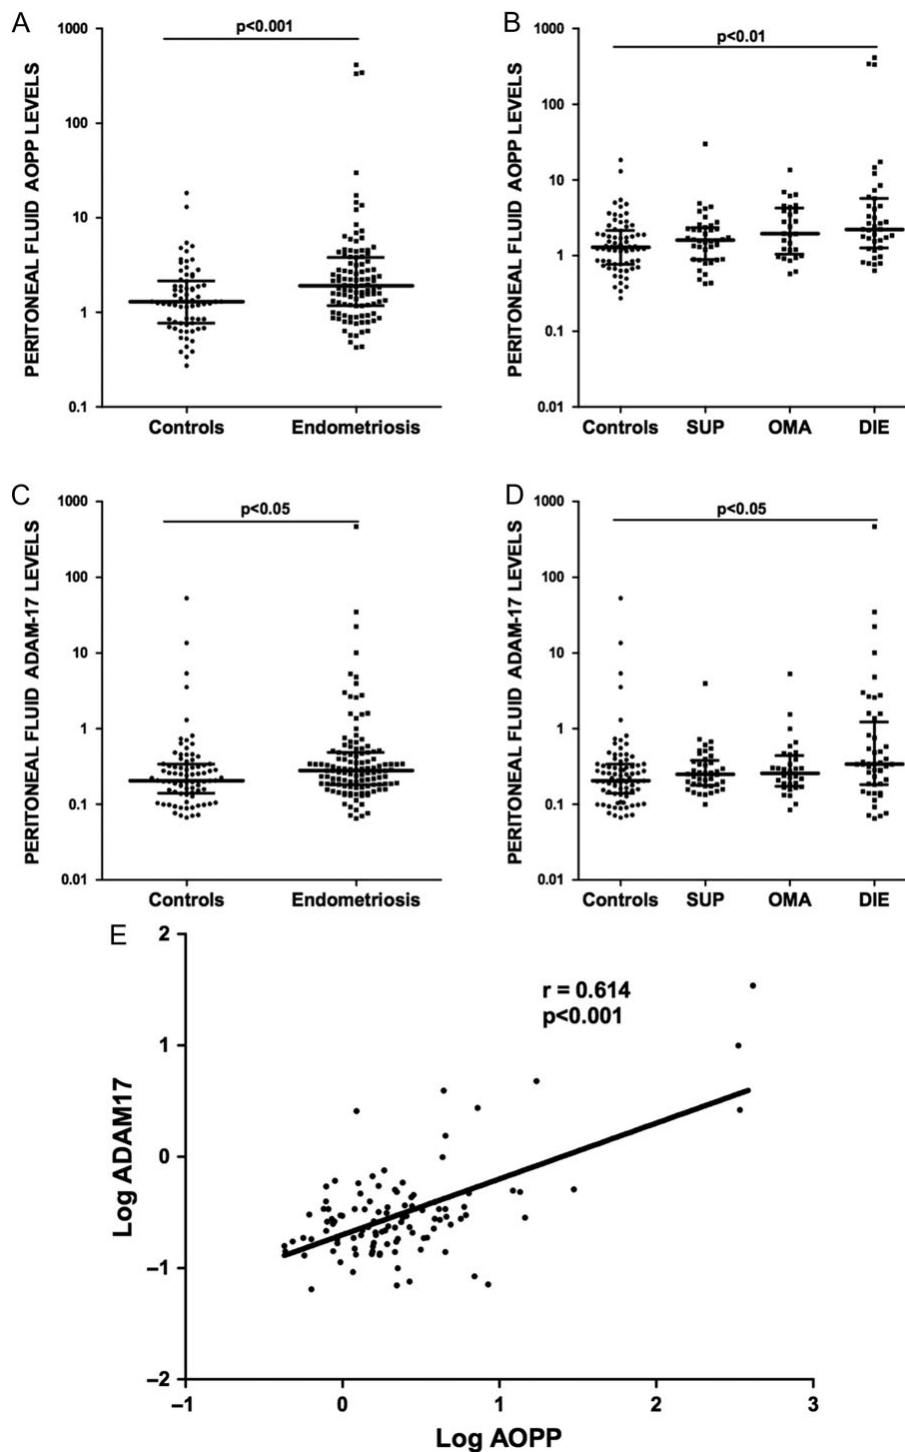 A
p<0.001
PERITONEAL FLUID AOPP LEVELS
1000
100
10
1
0.1
Controls
Endometriosis
B
p<0.01
PERITONEAL FLUID AOPP LEVELS
1000
100
10
1
0.1
0.01
Controls
SUP
OMA
DIE
C
p<0.05
PERITONEAL FLUID ADAM-17 LEVELS
1000
100
10
1
0.1
0.01
Controls
Endometriosis
D
p<0.05
PERITONEAL FLUID ADAM-17 LEVELS
1000
100
10
1
0.1
0.01
Controls
SUP
OMA
DIE
E
r = 0.614
p<0.001
Log ADAM17
2
1
0
−1
−2
−1
0
1
2
3
Log AOPP